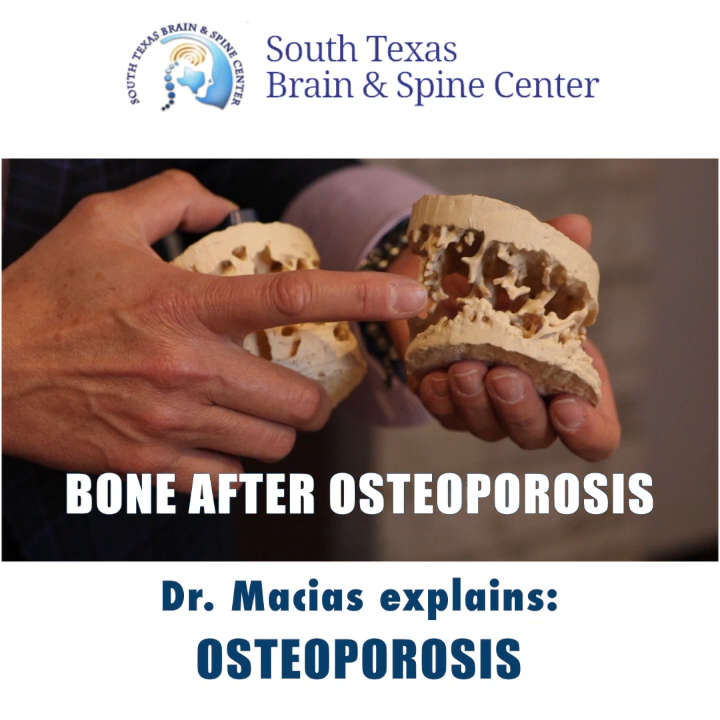 SOUTH TEXAS BRAIN & SPINE CENTER
South Texas
Brain & Spine Center
BONE AFTER OSTEOPOROSIS
Dr. Macias explains:
OSTEOPOROSIS